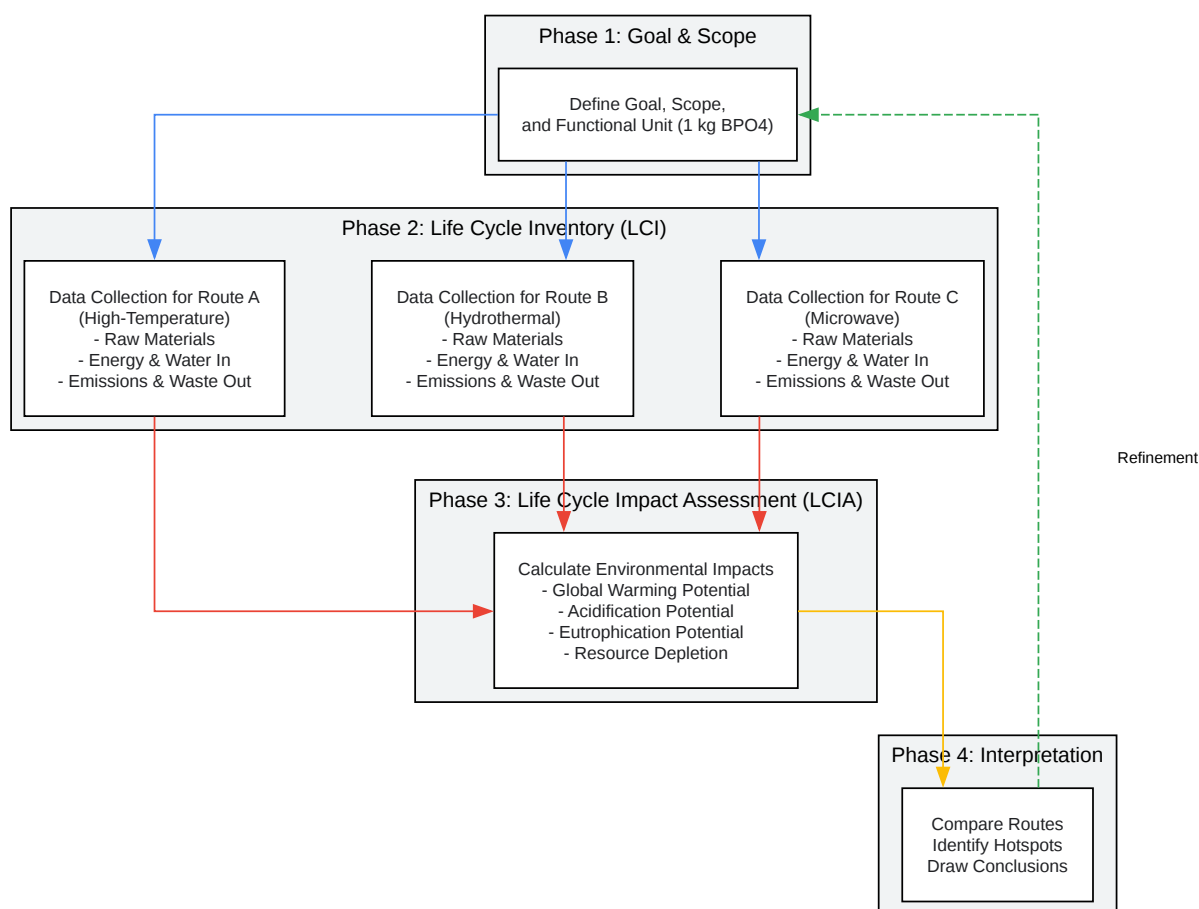 Phase 1: Goal & Scope
Define Goal, Scope,
and Functional Unit (1 kg BPO4)
Phase 2: Life Cycle Inventory (LCI)
Data Collection for Route A
(High-Temperature)
- Raw Materials
- Energy & Water In
- Emissions & Waste Out
Data Collection for Route B
(Hydrothermal)
- Raw Materials
- Energy & Water In
- Emissions & Waste Out
Data Collection for Route C
(Microwave)
- Raw Materials
- Energy & Water In
- Emissions & Waste Out
Refinement
Phase 3: Life Cycle Impact Assessment (LCIA)
Calculate Environmental Impacts
- Global Warming Potential
- Acidification Potential
- Eutrophication Potential
- Resource Depletion
Phase 4: Interpretation
Compare Routes
Identify Hotspots
Draw Conclusions